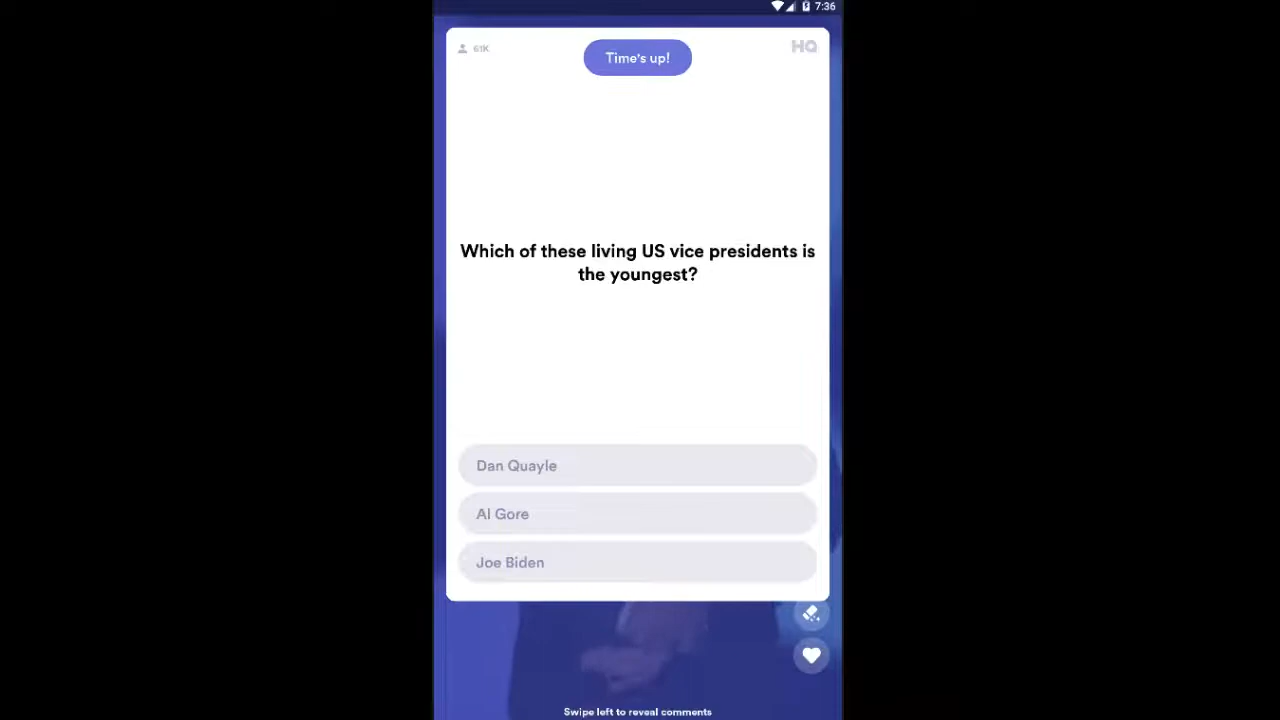 7:36
61K
Time's up!
HQ
Which of these living US vice presidents is
the youngest?
Dan Quayle
Al Gore
Joe Biden
Swipe left to reveal comments